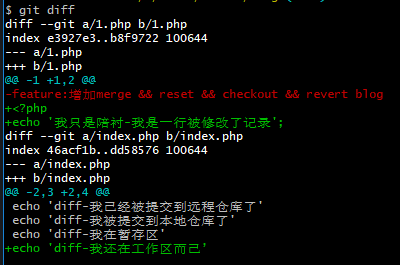 $ git diff
diff --git a/1.php b/1.php
index e3927e3..b8f9722 100644
--- a/1.php
+++ b/1.php
@@ -1 +1,2 @@
-feature:增加merge && reset && checkout && revert blog
+<?php
+echo '我只是陪衬-我是一行被修改了记录';
diff --git a/index.php b/index.php
index 46acf1b..dd58576 100644
--- a/index.php
+++ b/index.php
@@ -2,3 +2,4 @@
 echo 'diff-我已经被提交到远程仓库了'
 echo 'diff-我被提交到本地仓库了'
 echo 'diff-我在暂存区'
+echo 'diff-我还在工作区而已'